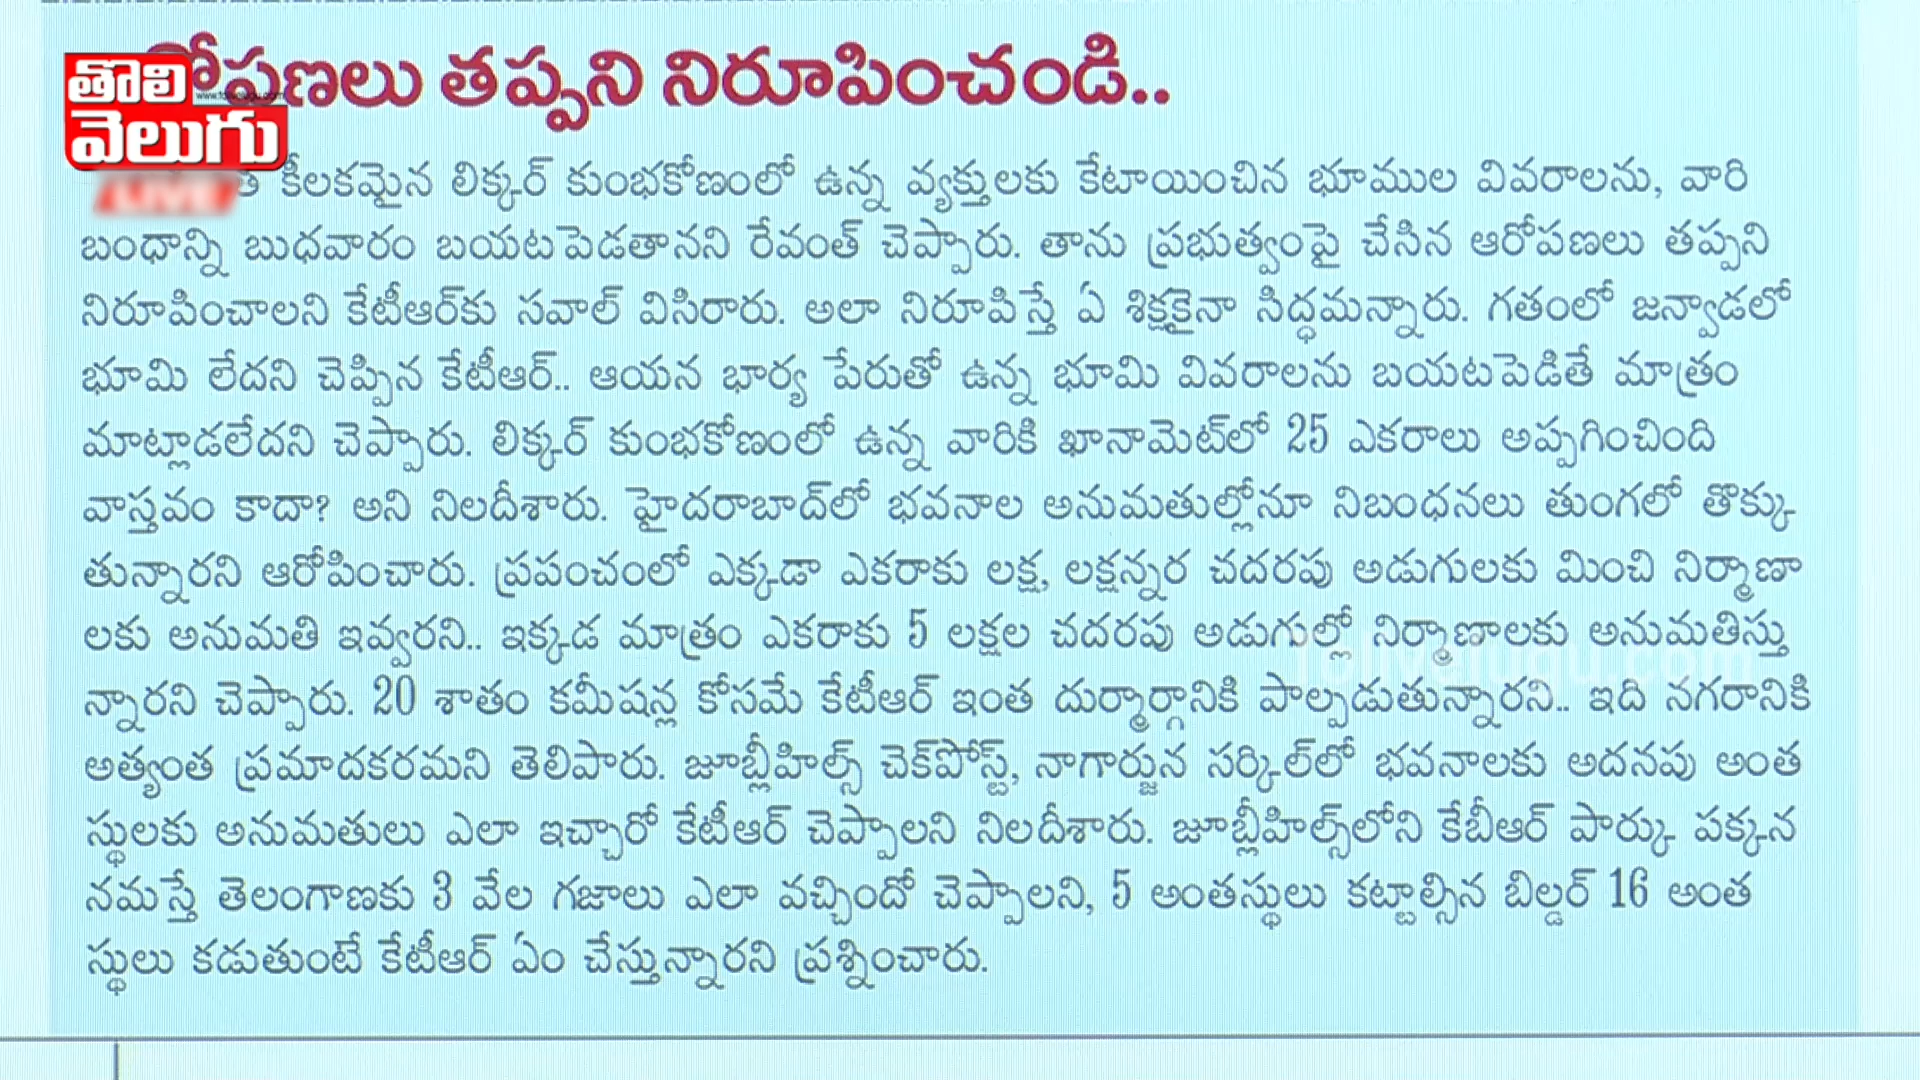 తప్పని నిరూపించండి..
తొలి
వెలుగు
www.tolivelugu.com
LIVE
కీలకమైన లిక్కర్ కుంభకోణంలో ఉన్న వ్యక్తులకు కేటాయించిన భూముల వివరాలను, వారి
బంధాన్ని బుధవారం బయటపెడతానని రేవంత్ చెప్పారు. తాను ప్రభుత్వంపై చేసిన ఆరోపణలు తప్పని
నిరూపించాలని కేటీఆర్‌కు సవాల్ విసిరారు. అలా నిరూపిస్తే ఏ శిక్షకైనా సిద్ధమన్నారు. గతంలో జన్వాడలో
భూమి లేదని చెప్పిన కేటీఆర్.. ఆయన భార్య పేరుతో ఉన్న భూమి వివరాలను బయటపెడితే మాత్రం
మాట్లాడలేదని చెప్పారు. లిక్కర్ కుంభకోణంలో ఉన్న వారికి ఖానామెట్‌లో 25 ఎకరాలు అప్పగించింది
వాస్తవం కాదా? అని నిలదీశారు. హైదరాబాద్‌లో భవనాల అనుమతుల్లోనూ నిబంధనలు తుంగలో తొక్కు
తున్నారని ఆరోపించారు. ప్రపంచంలో ఎక్కడా ఎకరాకు లక్ష, లక్షన్నర చదరపు అడుగులకు మించి నిర్మాణా
లకు అనుమతి ఇవ్వరని.. ఇక్కడ మాత్రం ఎకరాకు 5 లక్షల చదరపు అడుగుల్లో నిర్మాణాలకు అనుమతిస్తు
న్నారని చెప్పారు. 20 శాతం కమీషన్ల కోసమే కేటీఆర్ ఇంత దుర్మార్గానికి పాల్పడుతున్నారని.. ఇది నగరానికి
అత్యంత ప్రమాదకరమని తెలిపారు. జూబ్లీహిల్స్ చెక్‌పోస్ట్, నాగార్జున సర్కిల్‌లో భవనాలకు అదనపు అంత
స్థులకు అనుమతులు ఎలా ఇచ్చారో కేటీఆర్ చెప్పాలని నిలదీశారు. జూబ్లీహిల్స్‌లోని కేబీఆర్ పార్కు పక్కన
నమస్తే తెలంగాణకు 3 వేల గజాలు ఎలా వచ్చిందో చెప్పాలని, 5 అంతస్థులు కట్టాల్సిన బిల్డర్ 16 అంత
స్థులు కడుతుంటే కేటీఆర్ ఏం చేస్తున్నారని ప్రశ్నించారు.